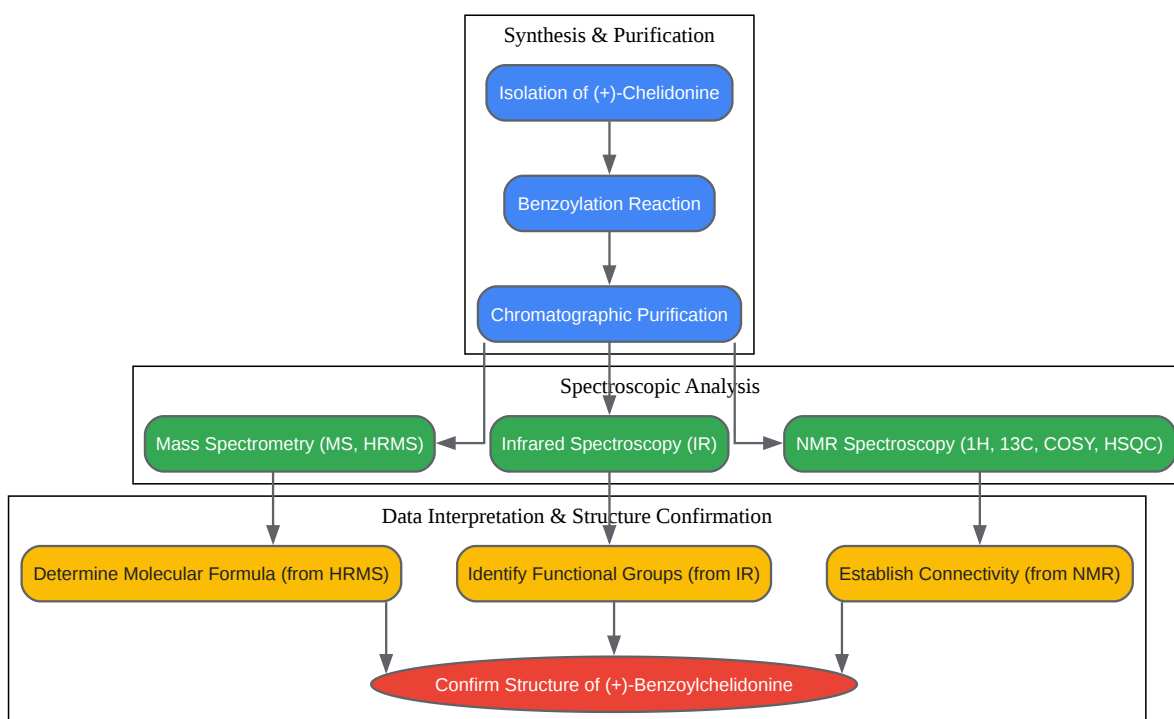 Synthesis & Purification
Isolation of (+)-Chelidonine
Benzoylation Reaction
Chromatographic Purification
Spectroscopic Analysis
Mass Spectrometry (MS, HRMS)
Infrared Spectroscopy (IR)
NMR Spectroscopy (1H, 13C, COSY, HSQC)
Data Interpretation & Structure Confirmation
Determine Molecular Formula (from HRMS)
Identify Functional Groups (from IR)
Establish Connectivity (from NMR)
Confirm Structure of (+)-Benzoylchelidonine